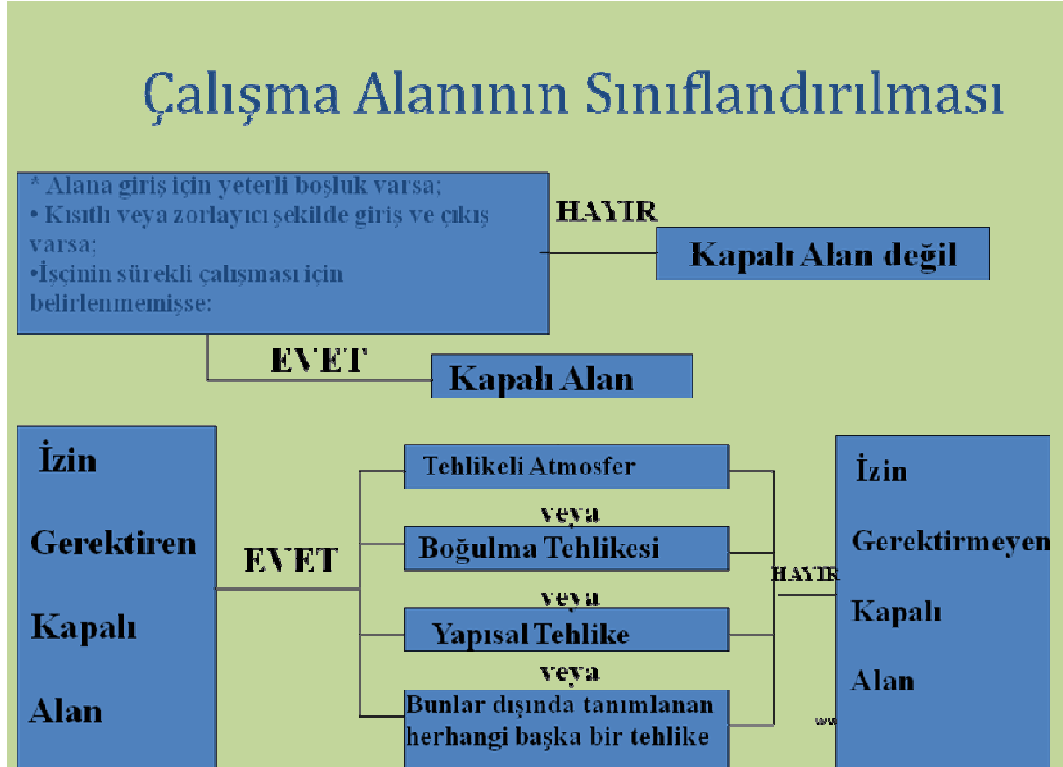 Çalışma Alanının Sınıflandırılması
* Alana giriş için yeterli boşluk varsa;
• Kısıtlı veya zorlayıcı şekilde giriş ve çıkış
varsa;
•İşçinin sürekli çalışması için
belirlenmemişse:
HAYIR
Kapalı Alan değil
EVET
Kapalı Alan
İzin
Gerektiren
Kapalı
Alan
EVET
Tehlikeli Atmosfer
veya
Boğulma Tehlikesi
veya
Yapısal Tehlike
veya
Bunlar dışında tanımlanan
herhangi başka bir tehlike
HAYIR
İzin
Gerektirmeyen
Kapalı
Alan